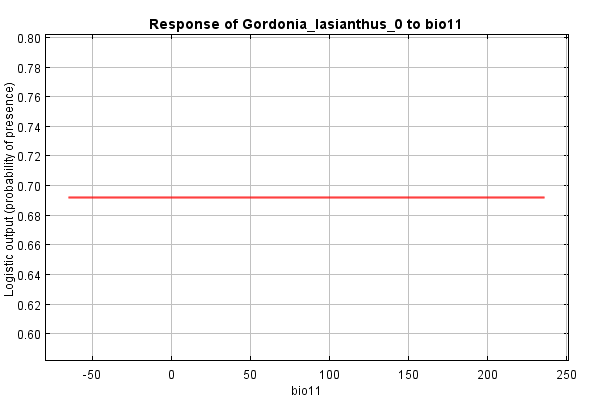 Response of Gordonia_lasianthus_0 to bio11
Logistic output (probability of presence)
0.80
0.78
0.76
0.74
0.72
0.70
0.68
0.66
0.64
0.62
0.60
-50 0 50 100 150 200 250
bio11